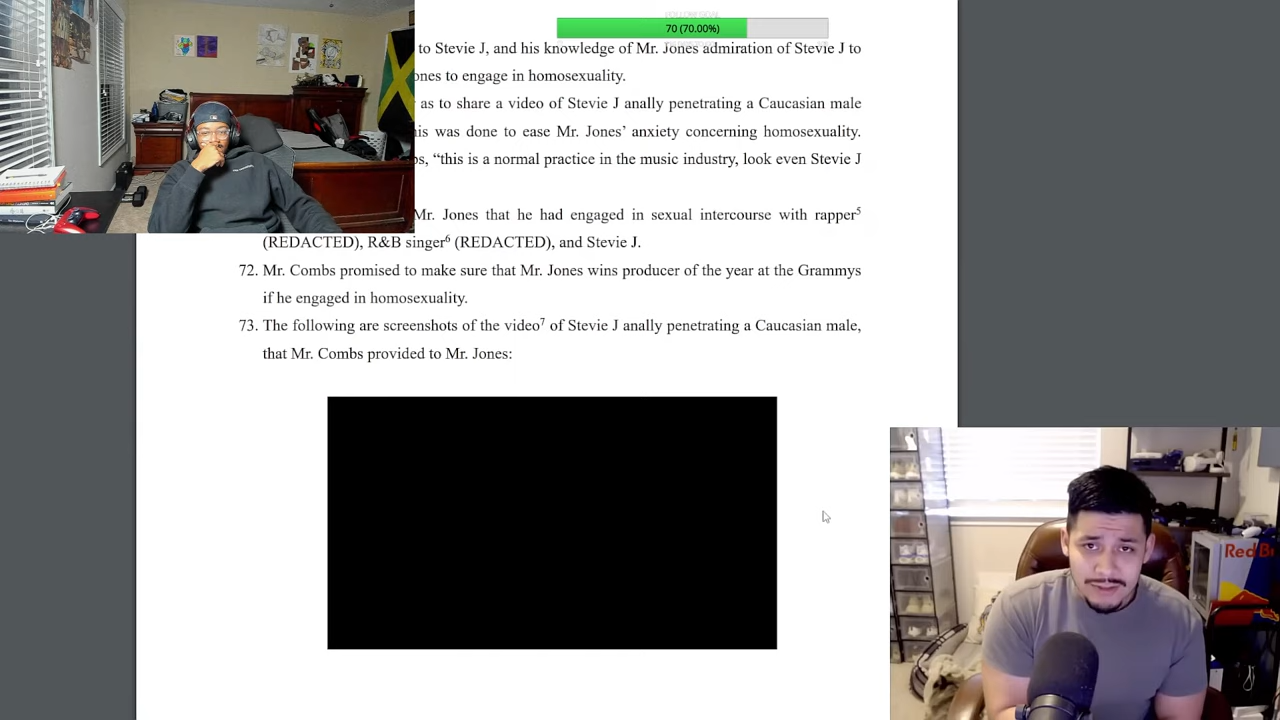 70 (70.00%)
to Stevie J, and his knowledge of Mr. Jones admiration of Stevie J to
ones to engage in homosexuality.
as to share a video of Stevie J anally penetrating a Caucasian male
his was done to ease Mr. Jones’ anxiety concerning homosexuality.
os, “this is a normal practice in the music industry, look even Stevie J
Mr. Jones that he had engaged in sexual intercourse with rapper⁵
(REDACTED), R&B singer⁶ (REDACTED), and Stevie J.
72. Mr. Combs promised to make sure that Mr. Jones wins producer of the year at the Grammys
if he engaged in homosexuality.
73. The following are screenshots of the video⁷ of Stevie J anally penetrating a Caucasian male,
that Mr. Combs provided to Mr. Jones:
Red B